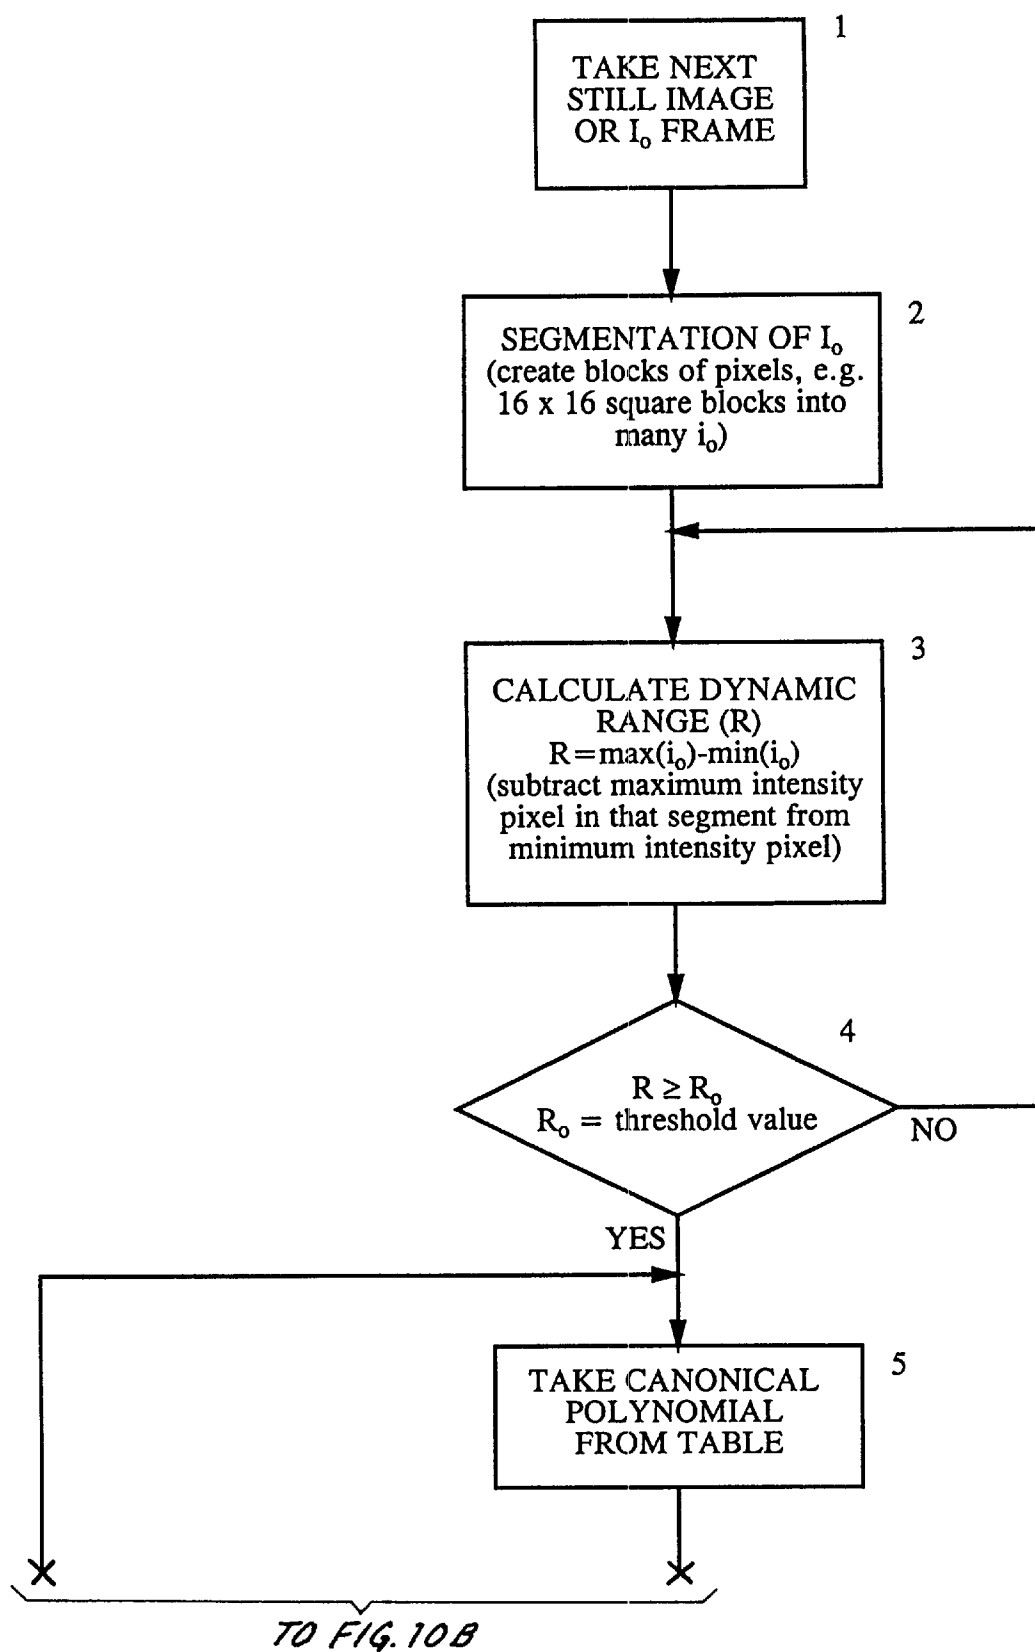 1
TAKE NEXT
STILL IMAGE
OR I₀ FRAME
2
SEGMENTATION OF I₀
(create blocks of pixels, e.g.
16 x 16 square blocks into
many i₀)
3
CALCULATE DYNAMIC
RANGE (R)
R=max(i₀)-min(i₀)
(subtract maximum intensity
pixel in that segment from
minimum intensity pixel)
4
R ≥ R₀
R₀ = threshold value
NO
YES
5
TAKE CANONICAL
POLYNOMIAL
FROM TABLE
TO FIG. 10B